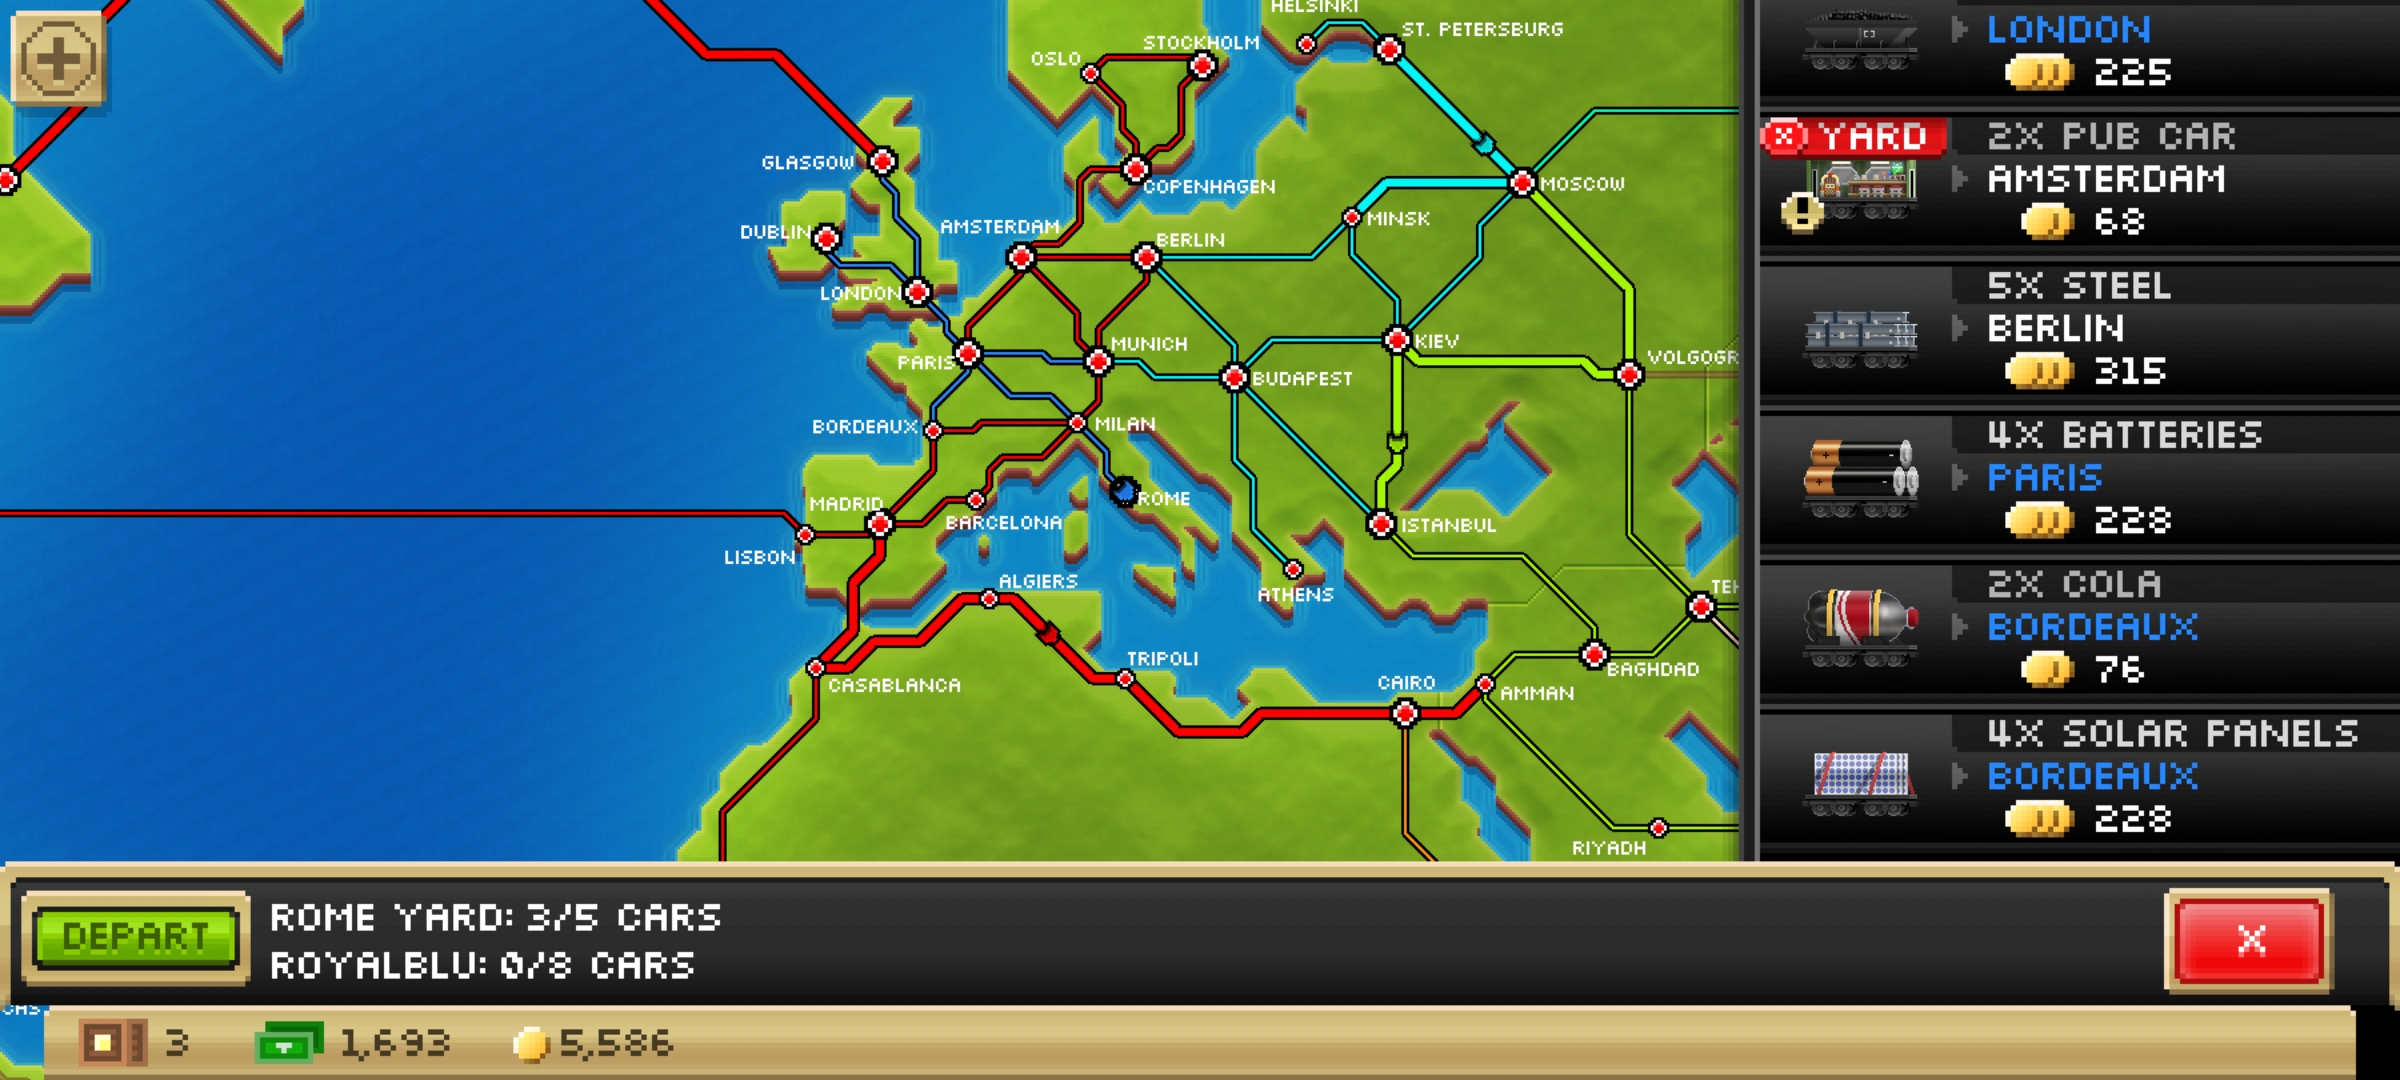 HELSINKI
ST. PETERSBURG
STOCKHOLM
OSLO
GLASGOW
COPENHAGEN
MOSCOW
MINSK
DUBLIN
AMSTERDAM
BERLIN
LONDON
PARIS
MUNICH
KIEV
VOLGOGR
BUDAPEST
BORDEAUX
MILAN
ROME
MADRID
BARCELONA
ISTANBUL
LISBON
ALGIERS
ATHENS
TEH
TRIPOLI
CASABLANCA
CAIRO
AMMAN
BAGHDAD
RIYADH
LONDON
225
X YARD
2X PUB CAR
AMSTERDAM
68
5X STEEL
BERLIN
315
4X BATTERIES
PARIS
228
2X COLA
BORDEAUX
76
4X SOLAR PANELS
BORDEAUX
228
DEPART
ROME YARD: 3/5 CARS
ROYALBLU: 0/8 CARS
X
3
1,693
5,586